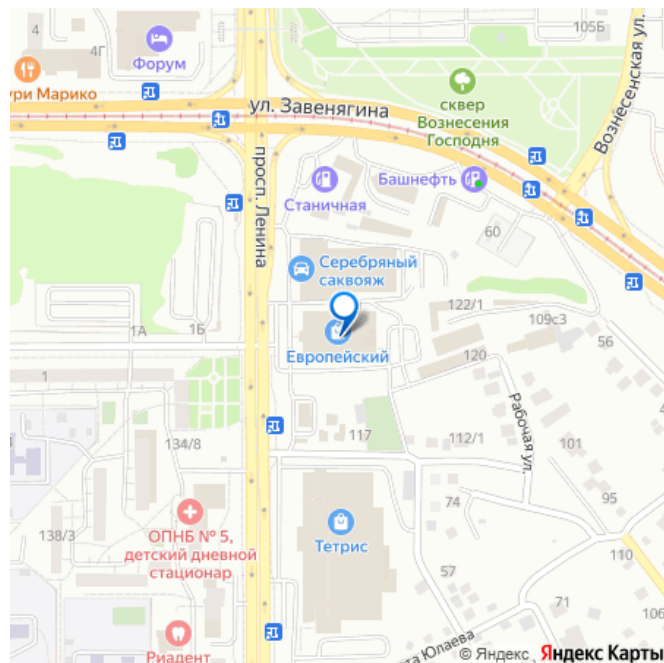 4
4Г
Форум
105Б
ури Марико
ул. Завенягина
сквер
Вознесения
Господня
Вознесенская ул.
просп. Ленина
Башнефть
Станичная
60
Серебряный
саквояж
1А
1Б
Европейский
122/1
109с3
56
120
1
Рабочая ул.
134/8
117
112/1
101
74
95
138/3
ОПНБ № 5,
детский дневной
стационар
Тетрис
110
57
71
Риадент
та Юлаева
© Яндекс
Яндекс Карты